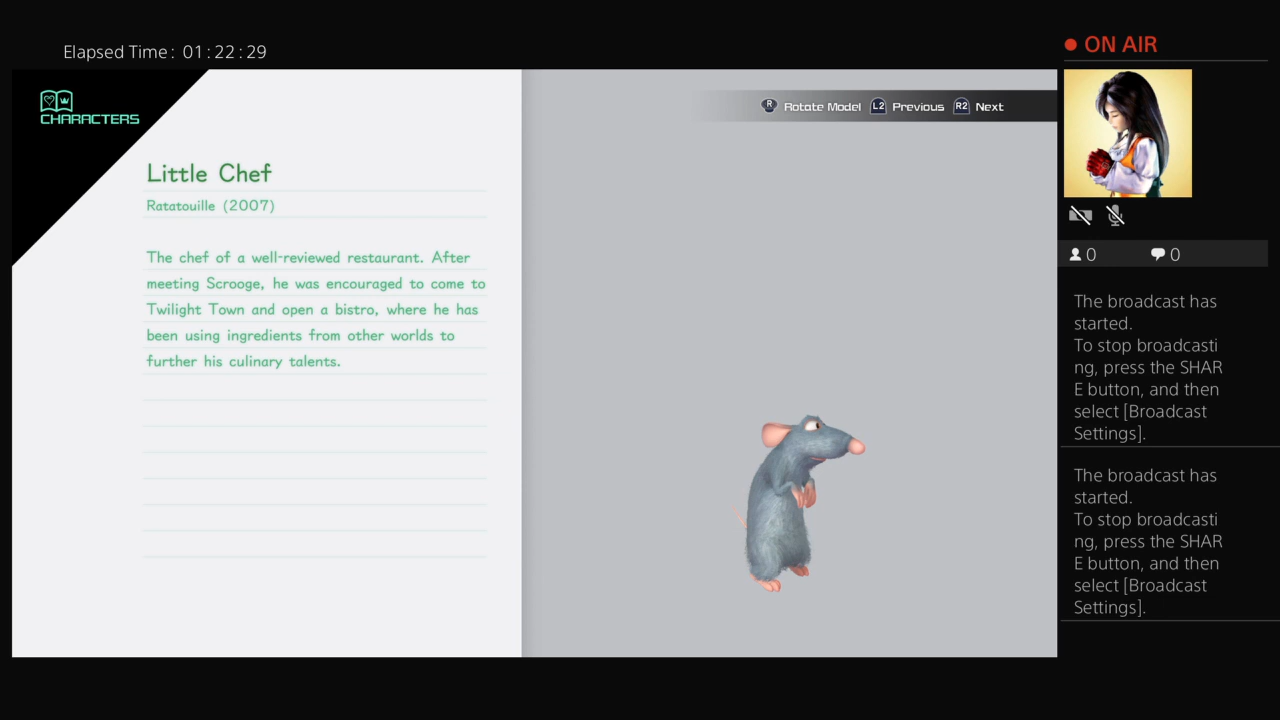 Elapsed Time: 01:22:29
ON AIR
CHARACTERS
R Rotate Model L2 Previous R2 Next
Little Chef
Ratatouille (2007)
The chef of a well-reviewed restaurant. After
meeting Scrooge, he was encouraged to come to
Twilight Town and open a bistro, where he has
been using ingredients from other worlds to
further his culinary talents.
0 0
The broadcast has
started.
To stop broadcasti
ng, press the SHAR
E button, and then
select [Broadcast
Settings].
The broadcast has
started.
To stop broadcasti
ng, press the SHAR
E button, and then
select [Broadcast
Settings].